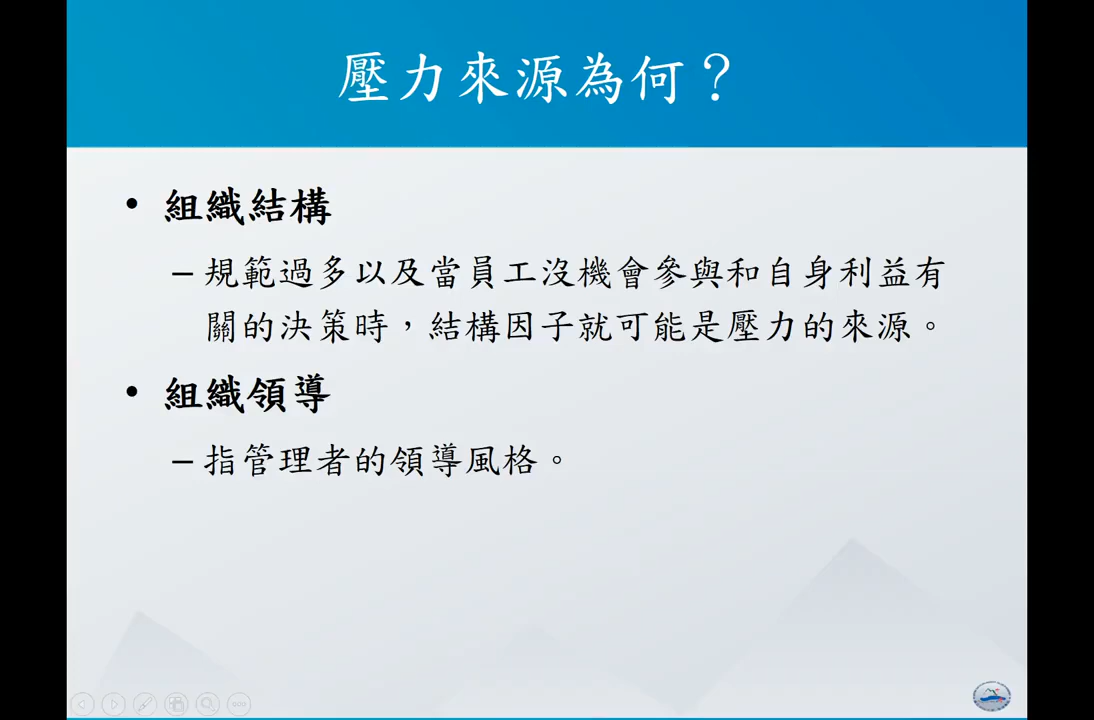 壓力來源為何？
• 組織結構
– 規範過多以及當員工沒機會參與和自身利益有
關的決策時，結構因子就可能是壓力的來源。
• 組織領導
– 指管理者的領導風格。